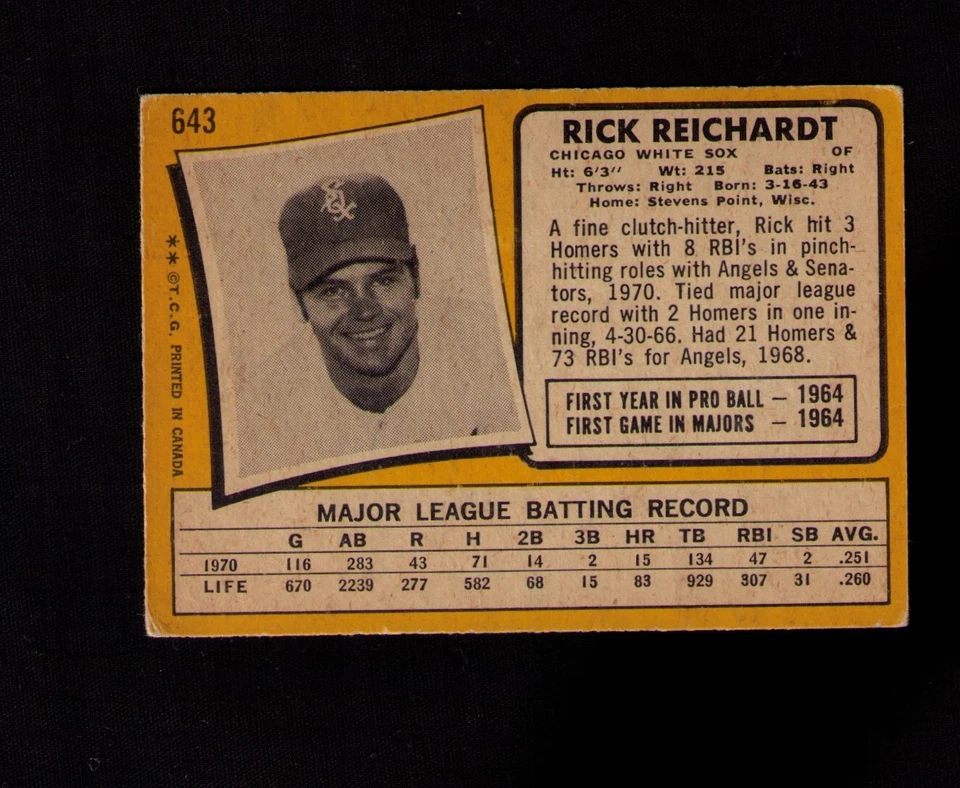 643
RICK REICHARDT
CHICAGO WHITE SOX OF
Ht: 6'3" Wt: 215 Bats: Right
Throws: Right Born: 3-16-43
Home: Stevens Point, Wisc.
A fine clutch-hitter, Rick hit 3
Homers with 8 RBI's in pinch-
hitting roles with Angels & Sena-
tors, 1970. Tied major league
record with 2 Homers in one in-
ning, 4-30-66. Had 21 Homers &
73 RBI's for Angels, 1968.
FIRST YEAR IN PRO BALL — 1964
FIRST GAME IN MAJORS — 1964
SOX
** ©T.C.G. PRINTED IN CANADA
MAJOR LEAGUE BATTING RECORD
G AB R H 2B 3B HR TB RBI SB AVG.
1970 116 283 43 71 14 2 15 134 47 2 .251
LIFE 670 2239 277 582 68 15 83 929 307 31 .260